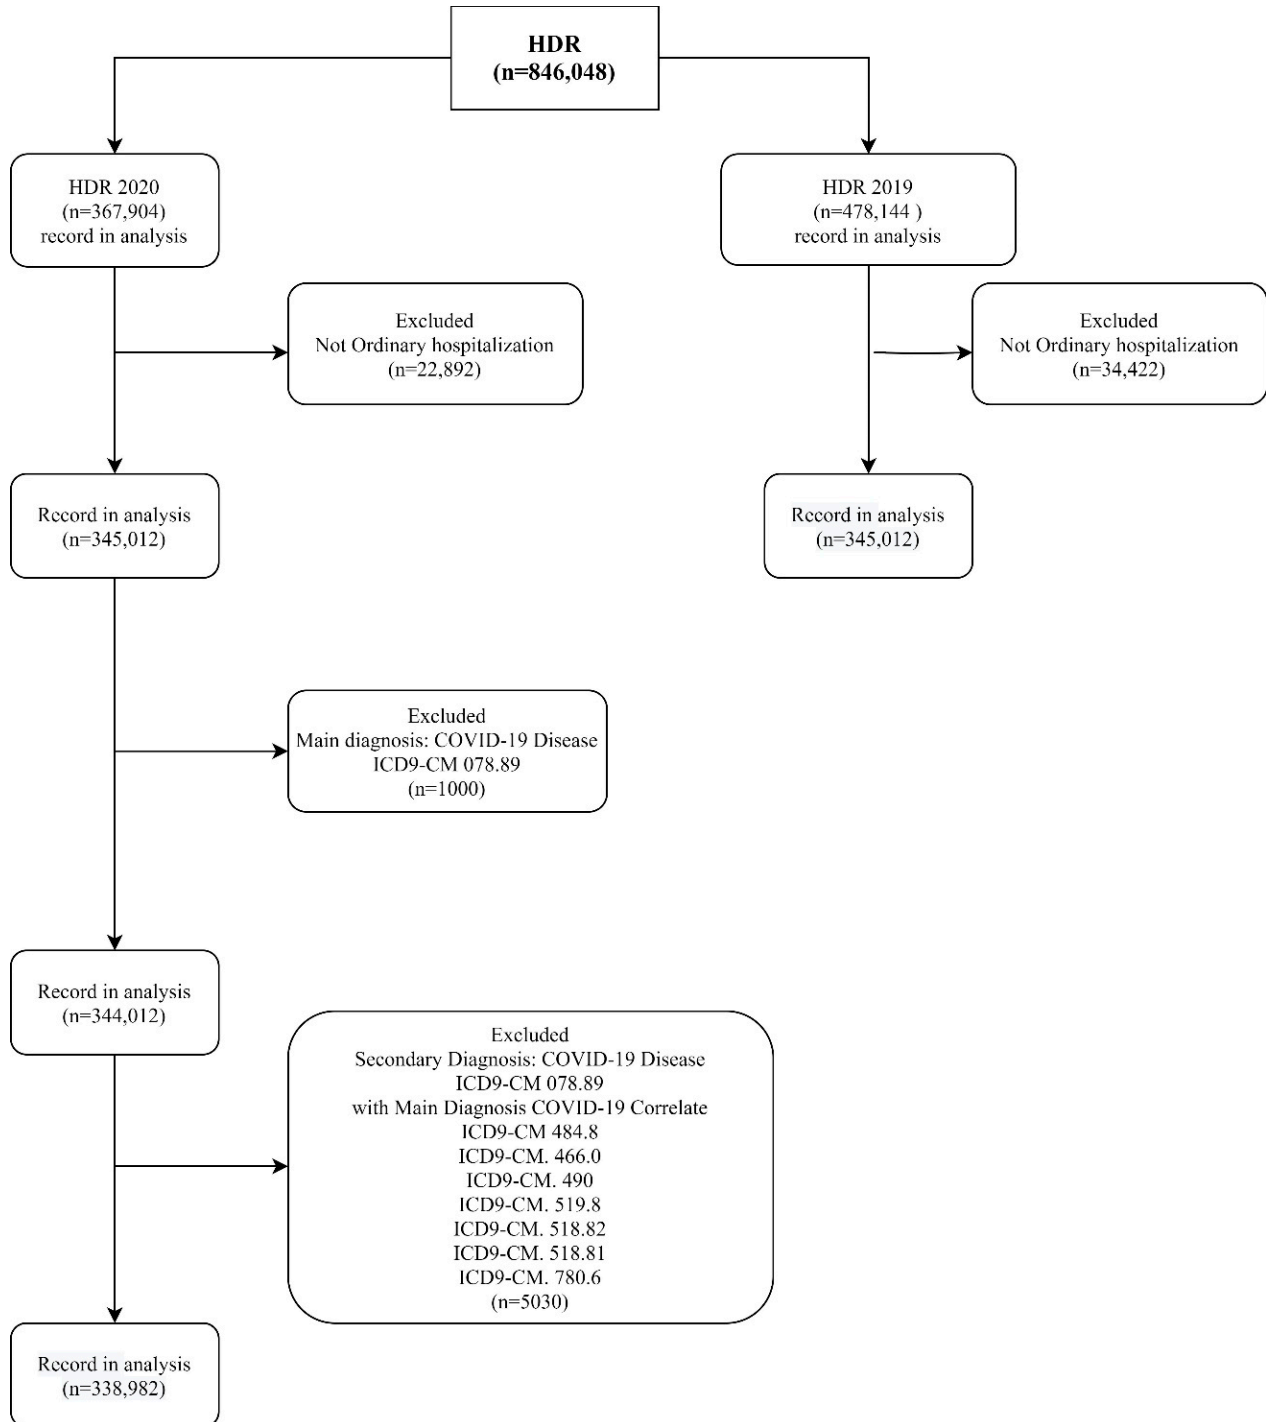 HDR
(n=846,048)
HDR 2020
(n=367,904)
record in analysis
HDR 2019
(n=478,144 )
record in analysis
Excluded
Not Ordinary hospitalization
(n=22,892)
Excluded
Not Ordinary hospitalization
(n=34,422)
Record in analysis
(n=345,012)
Record in analysis
(n=345,012)
Excluded
Main diagnosis: COVID-19 Disease
ICD9-CM 078.89
(n=1000)
Record in analysis
(n=344,012)
Excluded
Secondary Diagnosis: COVID-19 Disease
ICD9-CM 078.89
with Main Diagnosis COVID-19 Correlate
ICD9-CM 484.8
ICD9-CM. 466.0
ICD9-CM. 490
ICD9-CM. 519.8
ICD9-CM. 518.82
ICD9-CM. 518.81
ICD9-CM. 780.6
(n=5030)
Record in analysis
(n=338,982)